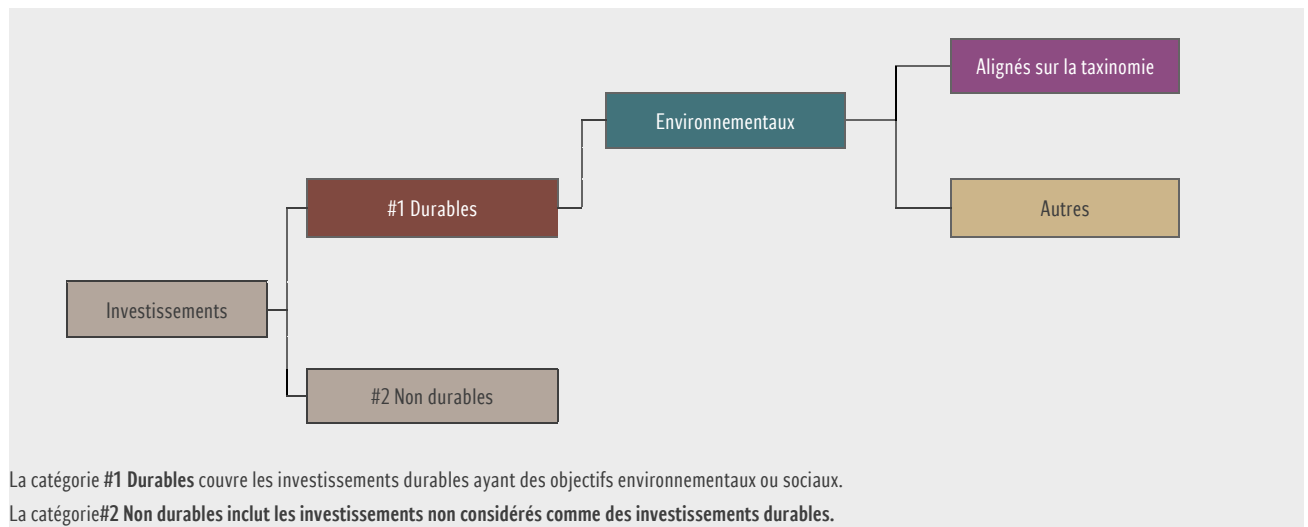 Alignés sur la taxinomie
Environnementaux
#1 Durables
Autres
Investissements
#2 Non durables
La catégorie #1 Durables couvre les investissements durables ayant des objectifs environnementaux ou sociaux.
La catégorie#2 Non durables inclut les investissements non considérés comme des investissements durables.